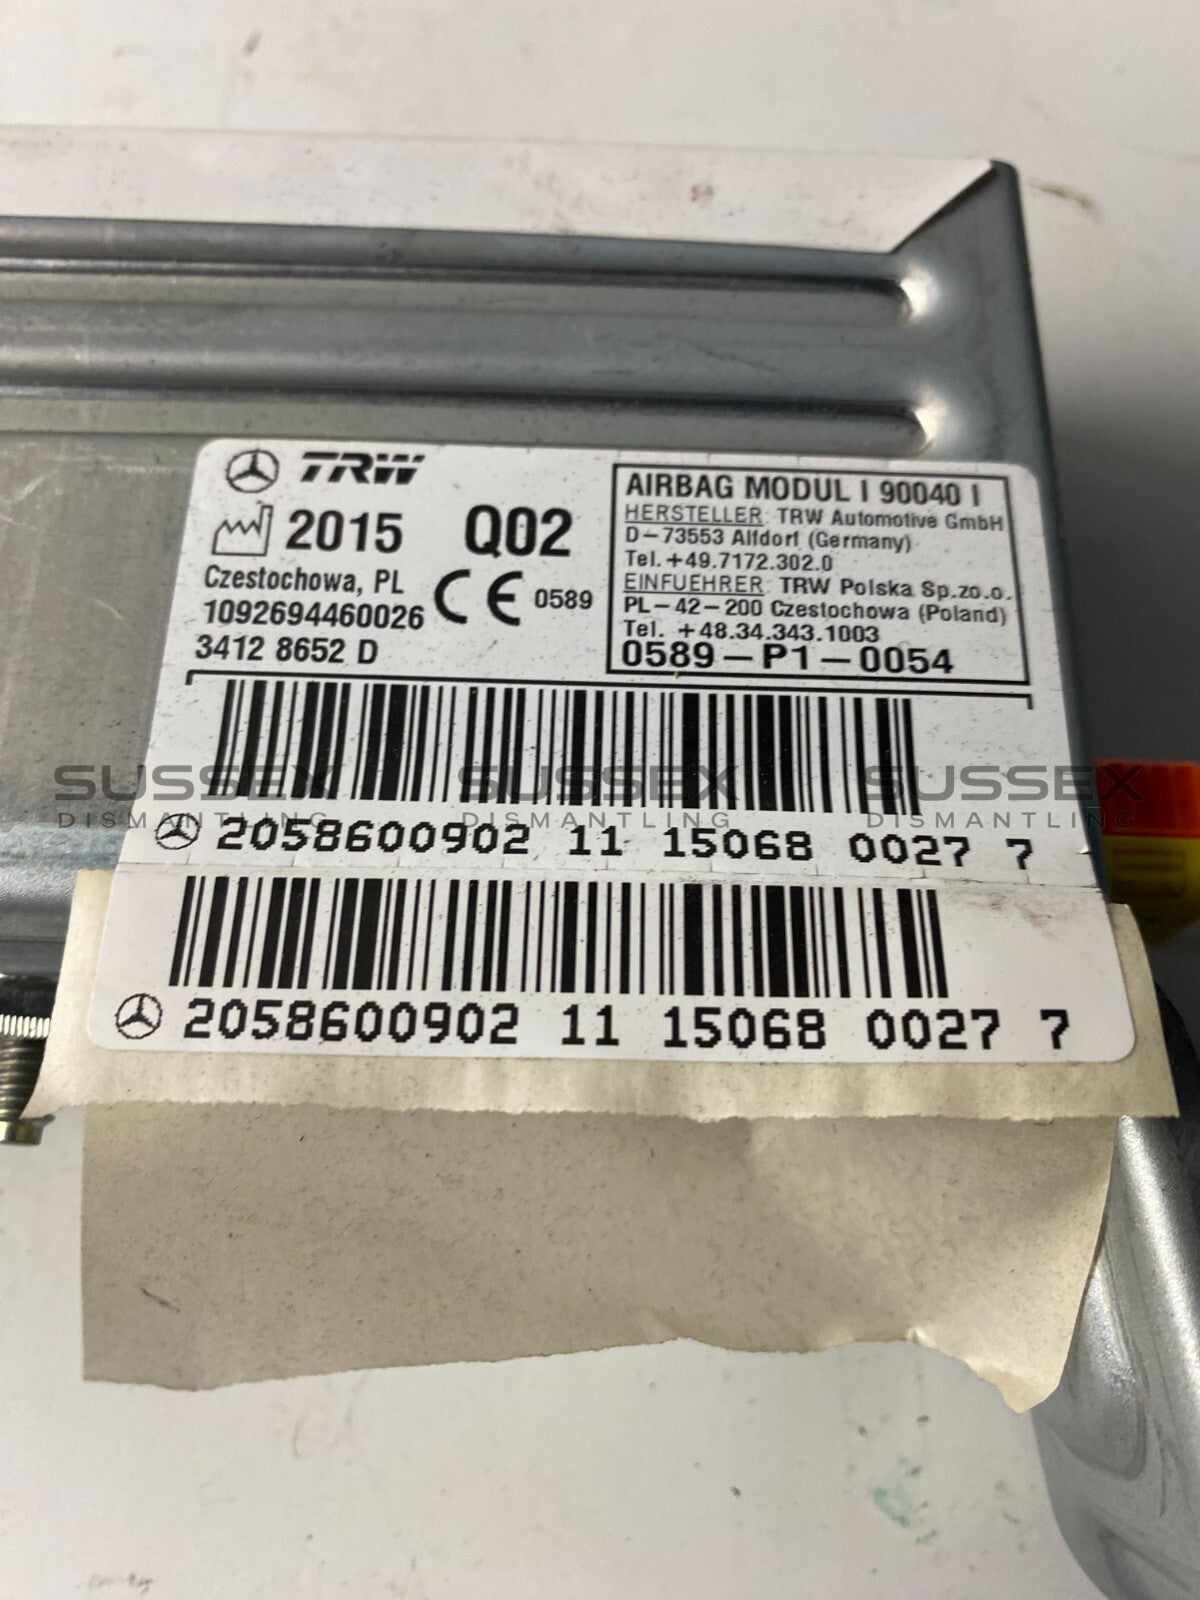 TRW
2015 Q02
Czestochowa, PL
1092694460026
34128652 D
CE 0589
AIRBAG MODUL I 90040 I
HERSTELLER: TRW Automotive GmbH
D-73553 Alfdorf (Germany)
Tel. +49.7172.302.0
EINFUEHRER: TRW Polska Sp.zo.o.
PL-42-200 Czestochowa (Poland)
Tel. +48.34.343.1003
0589-P1-0054
SUSSEX SUSSEX SUSSEX
DISMANTLING DISMANTLING DISMANTLING
2058600902 11 15068 0027 7
2058600902 11 15068 0027 7